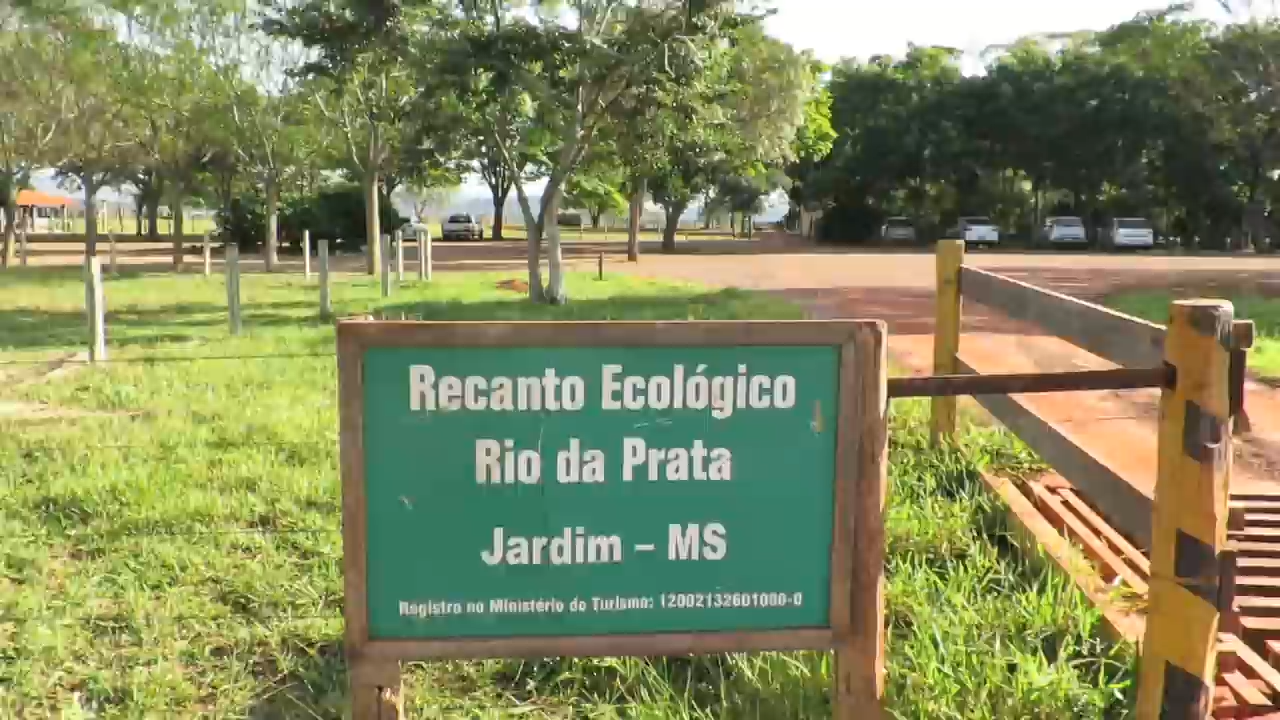 Recanto Ecológico
Rio da Prata
Jardim – MS
Registro no Ministério do Turismo: 12002132601000-0